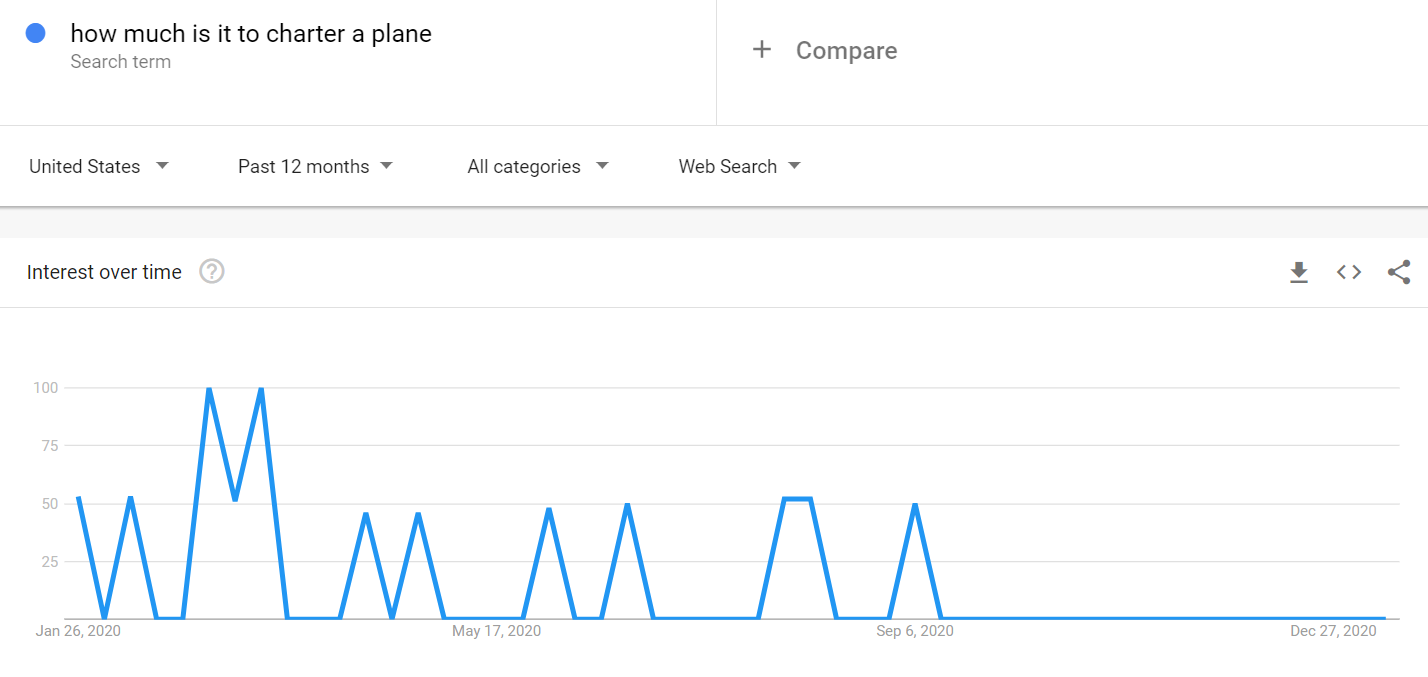 how much is it to charter a plane
Search term
+ Compare
United States
Past 12 months
All categories
Web Search
Interest over time
?
100
75
50
25
Jan 26, 2020
May 17, 2020
Sep 6, 2020
Dec 27, 2020